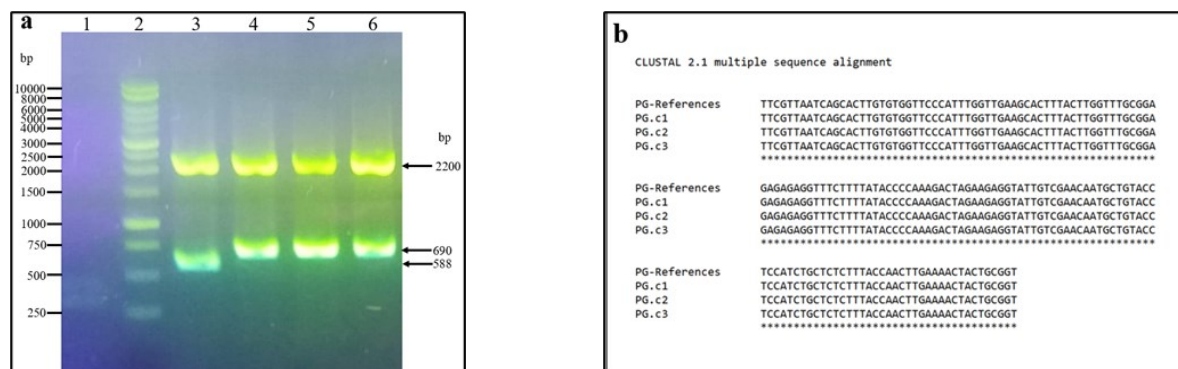 a
1 2 3 4 5 6
bp
10000
8000
6000
5000
4000
3000
2500
2000
1500
1000
750
500
250
bp
2200
690
588
b
CLUSTAL 2.1 multiple sequence alignment
PG-References TTCGTTAATCAGCACTTGTGTGGTTCCCATTTGGTTGAAGCACTTTACTTGGTTTGCGGA
PG.c1 TTCGTTAATCAGCACTTGTGTGGTTCCCATTTGGTTGAAGCACTTTACTTGGTTTGCGGA
PG.c2 TTCGTTAATCAGCACTTGTGTGGTTCCCATTTGGTTGAAGCACTTTACTTGGTTTGCGGA
PG.c3 TTCGTTAATCAGCACTTGTGTGGTTCCCATTTGGTTGAAGCACTTTACTTGGTTTGCGGA
************************************************************
PG-References GAGAGAGGTTTCTTTTATACCCCAAAGACTAGAAGAGGTATTGTCGAACAATGCTGTACC
PG.c1 GAGAGAGGTTTCTTTTATACCCCAAAGACTAGAAGAGGTATTGTCGAACAATGCTGTACC
PG.c2 GAGAGAGGTTTCTTTTATACCCCAAAGACTAGAAGAGGTATTGTCGAACAATGCTGTACC
PG.c3 GAGAGAGGTTTCTTTTATACCCCAAAGACTAGAAGAGGTATTGTCGAACAATGCTGTACC
************************************************************
PG-References TCCATCTGCTCTCTTTACCAACTTGAAAACTACTGCGGT
PG.c1 TCCATCTGCTCTCTTTACCAACTTGAAAACTACTGCGGT
PG.c2 TCCATCTGCTCTCTTTACCAACTTGAAAACTACTGCGGT
PG.c3 TCCATCTGCTCTCTTTACCAACTTGAAAACTACTGCGGT
***************************************